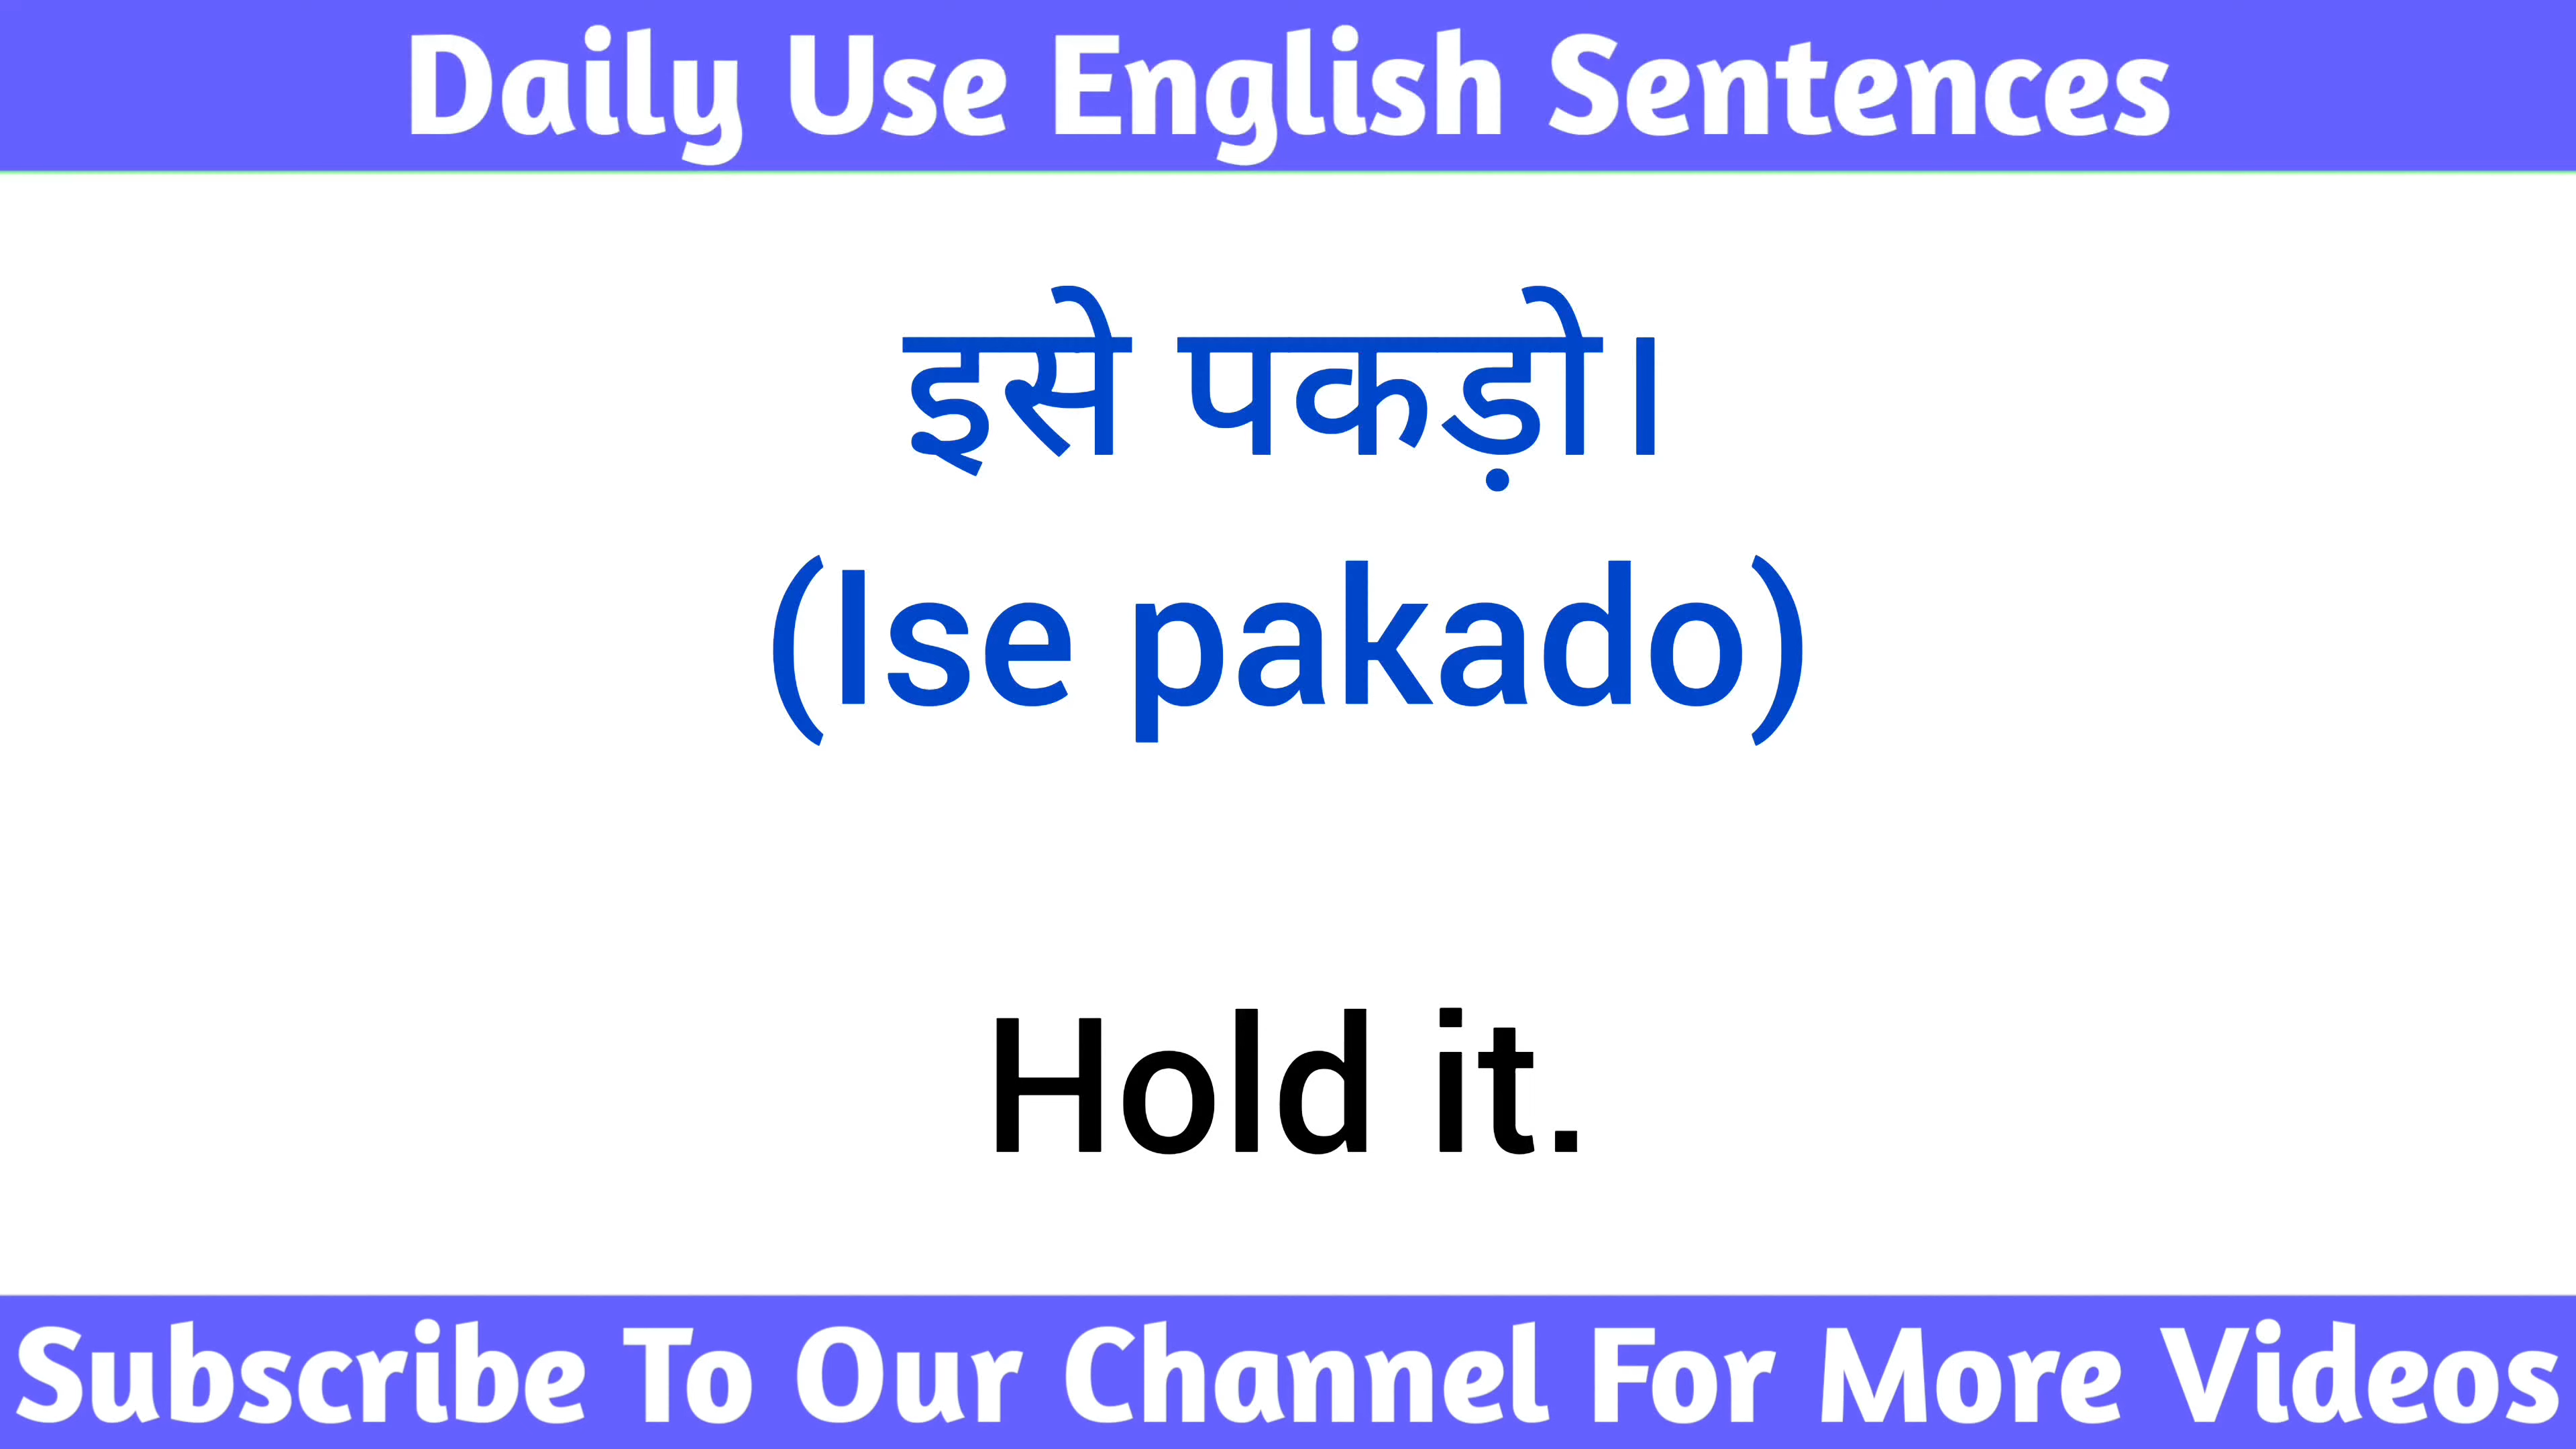 Daily Use English Sentences
इसे पकड़ो।
(Ise pakado)
Hold it.
Subscribe To Our Channel For More Videos